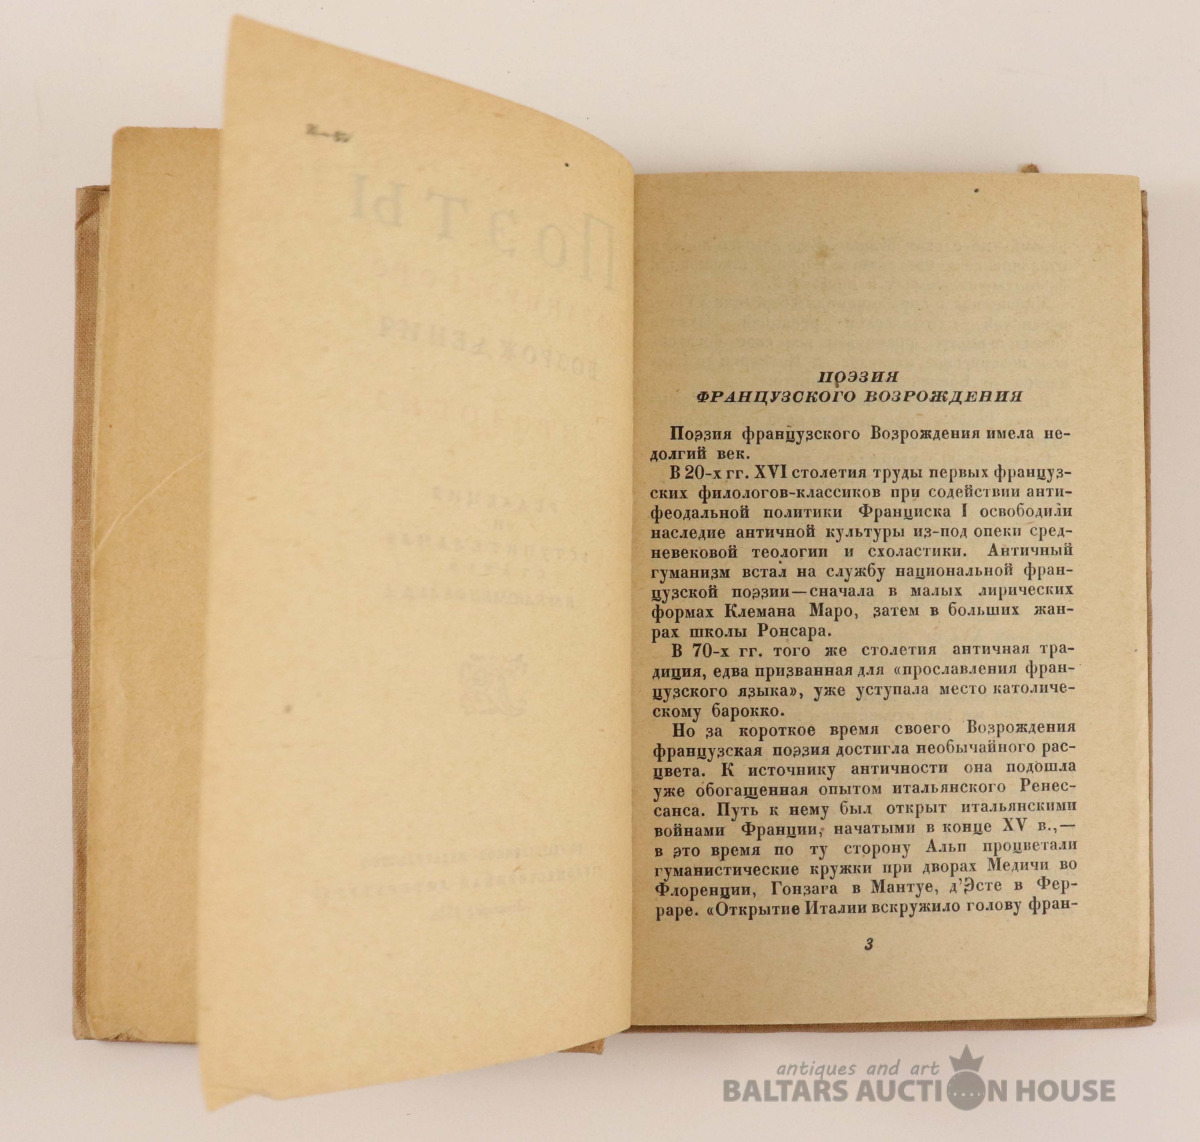 ПОЭТЫ
ВОЗРОЖДЕНИЯ
ПОЭЗИЯ
ФРАНЦУЗСКОГО ВОЗРОЖДЕНИЯ
Поэзия французского Возрождения имела не-
долгий век.
В 20-х гг. XVI столетия труды первых француз-
ских филологов-классиков при содействии анти-
феодальной политики Франциска I освободили
наследие античной культуры из-под опеки сред-
невековой теологии и схоластики. Античный
гуманизм встал на службу национальной фран-
цузской поэзии—сначала в малых лирических
формах Клемана Маро, затем в больших жан-
рах школы Ронсара.
В 70-х гг. того же столетия античная тра-
диция, едва призванная для «прославления фран-
цузского языка», уже уступала место католиче-
скому барокко.
Но за короткое время своего Возрождения
французская поэзия достигла необычайного рас-
цвета. К источнику античности она подошла
уже обогащенная опытом итальянского Ренес-
санса. Путь к нему был открыт итальянскими
войнами Франции, начатыми в конце XV в.,—
в это время по ту сторону Альп процветали
гуманистические кружки при дворах Медичи во
Флоренции, Гонзага в Мантуе, д'Эсте в Фер-
раре. «Открытие Италии вскружило голову фран-
3
antiques and art
BALTARS AUCTION HOUSE